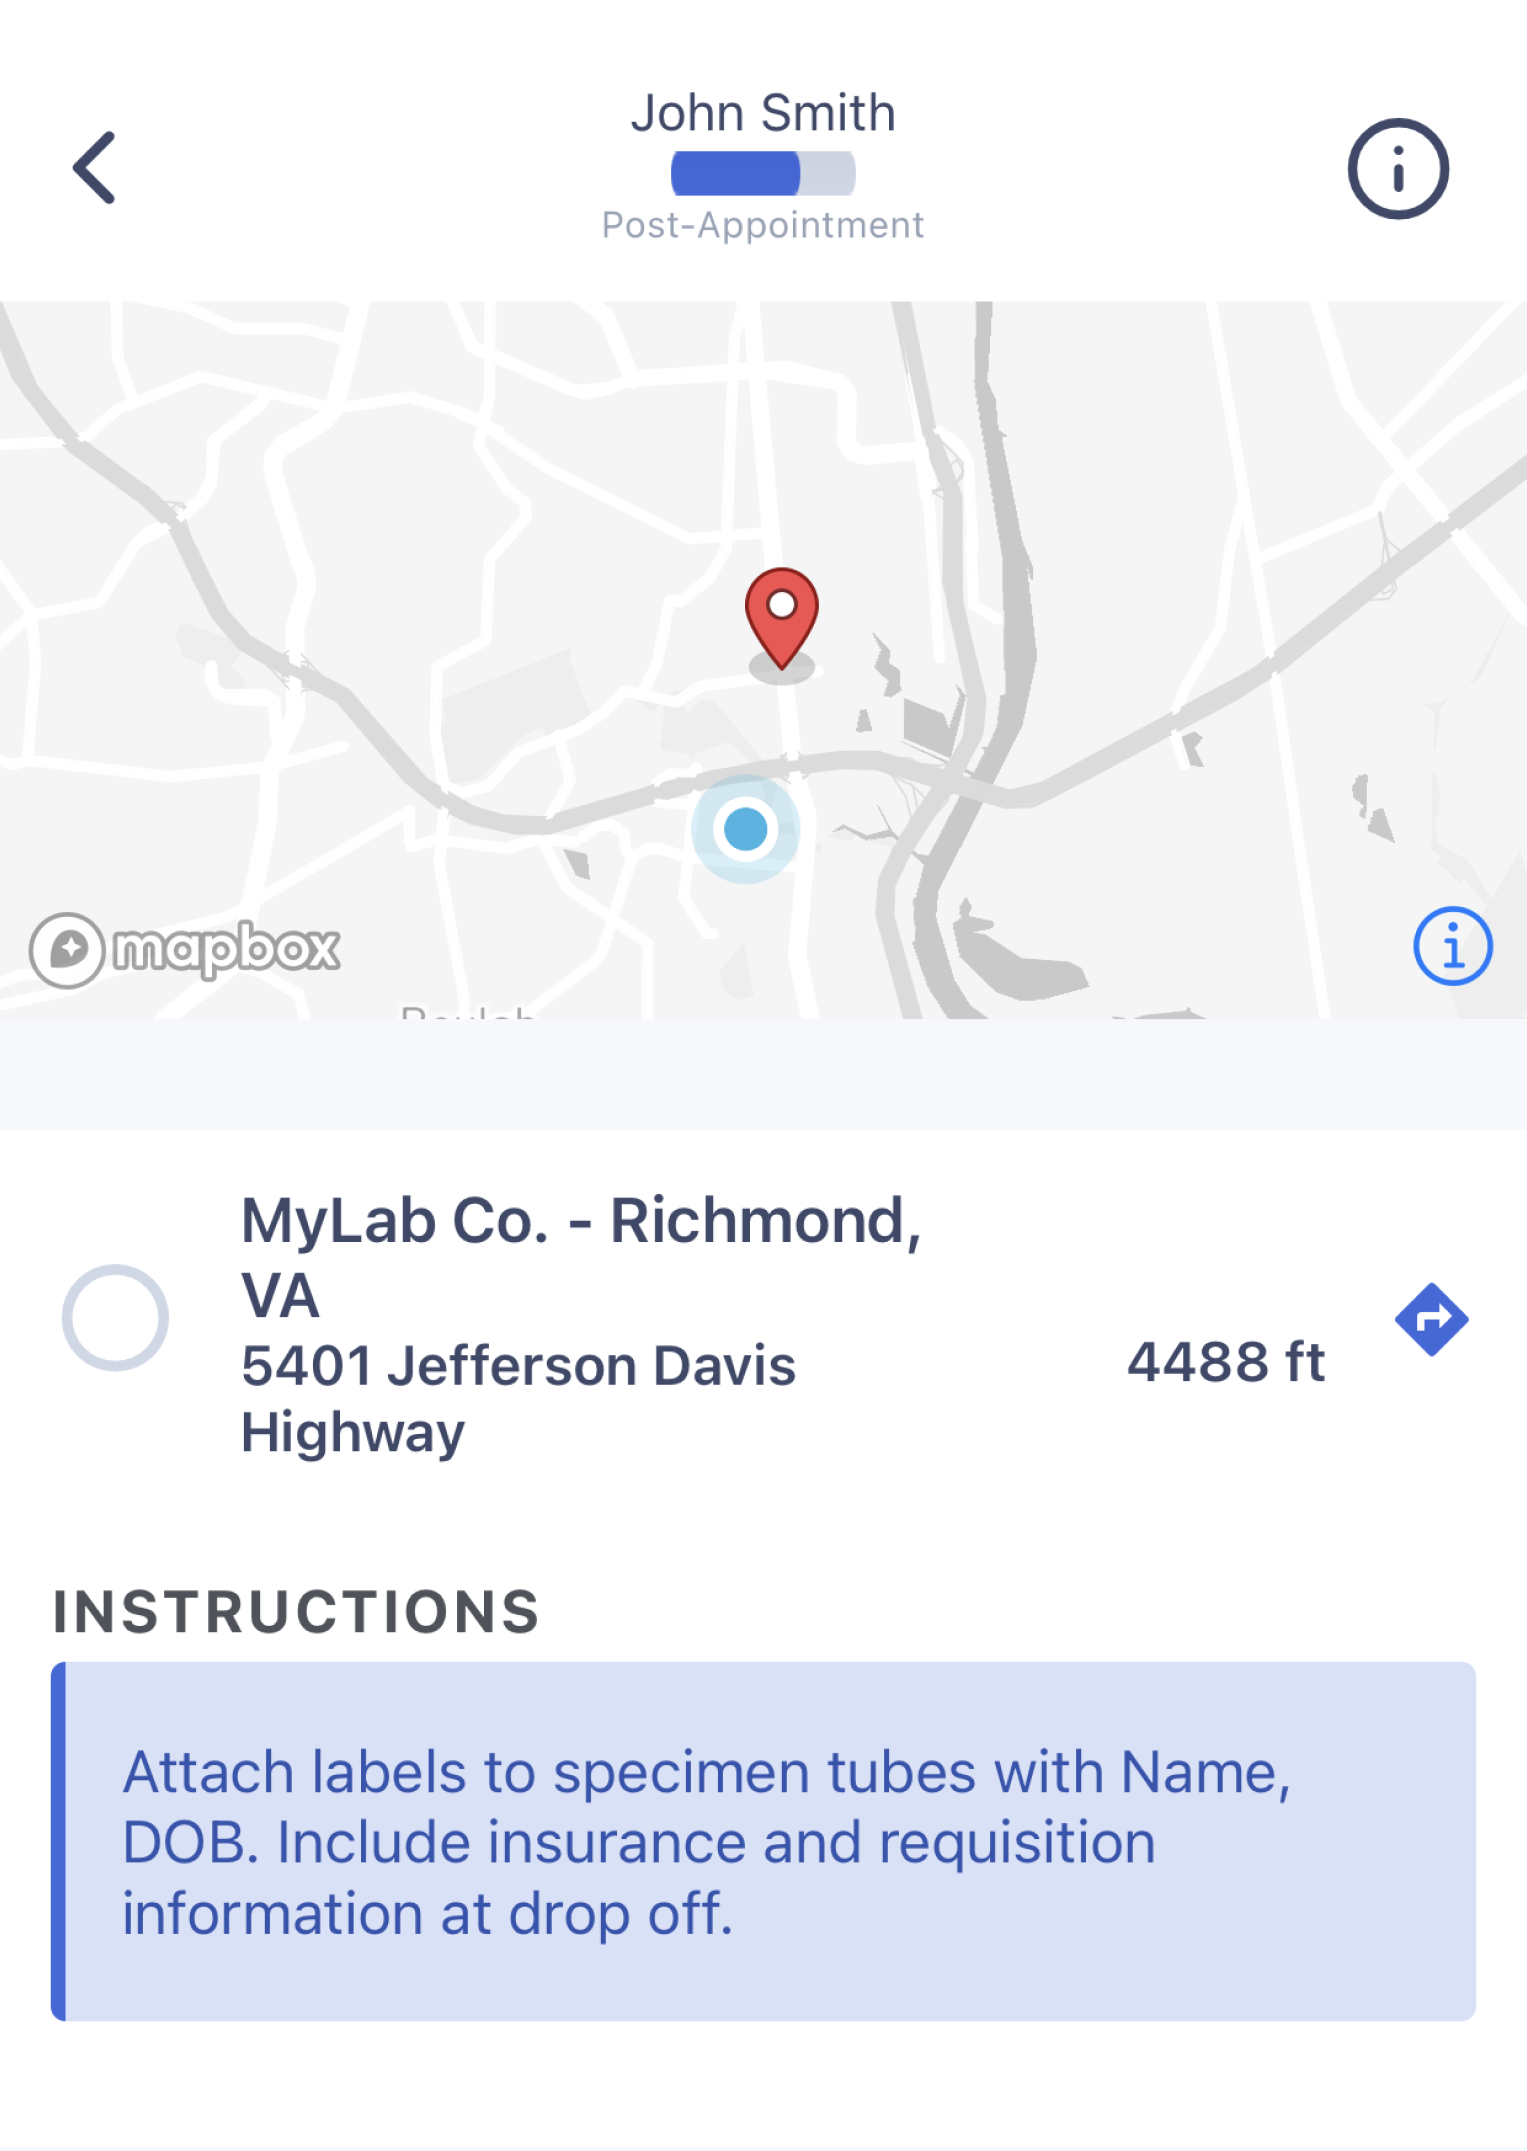 John Smith
Post-Appointment
mapbox
MyLab Co. - Richmond,
VA
5401 Jefferson Davis
Highway
4488 ft
INSTRUCTIONS
Attach labels to specimen tubes with Name,
DOB. Include insurance and requisition
information at drop off.